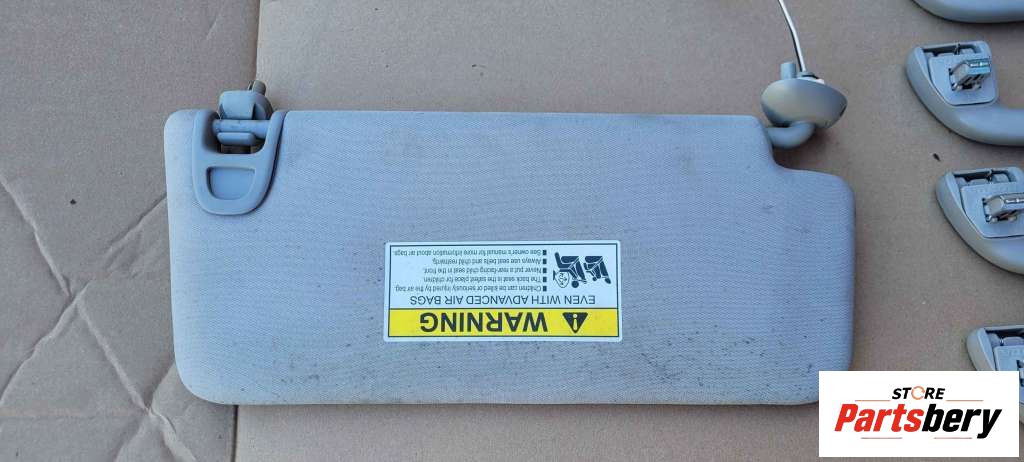 WARNING
EVEN WITH ADVANCED AIR BAGS
Children can be killed or seriously injured by the air bag.
The back seat is the safest place for children.
Never put a rear-facing child seat in the front.
Always use seat belts and child restraints.
See owner's manual for more information about air bags.
STORE
Partsbery